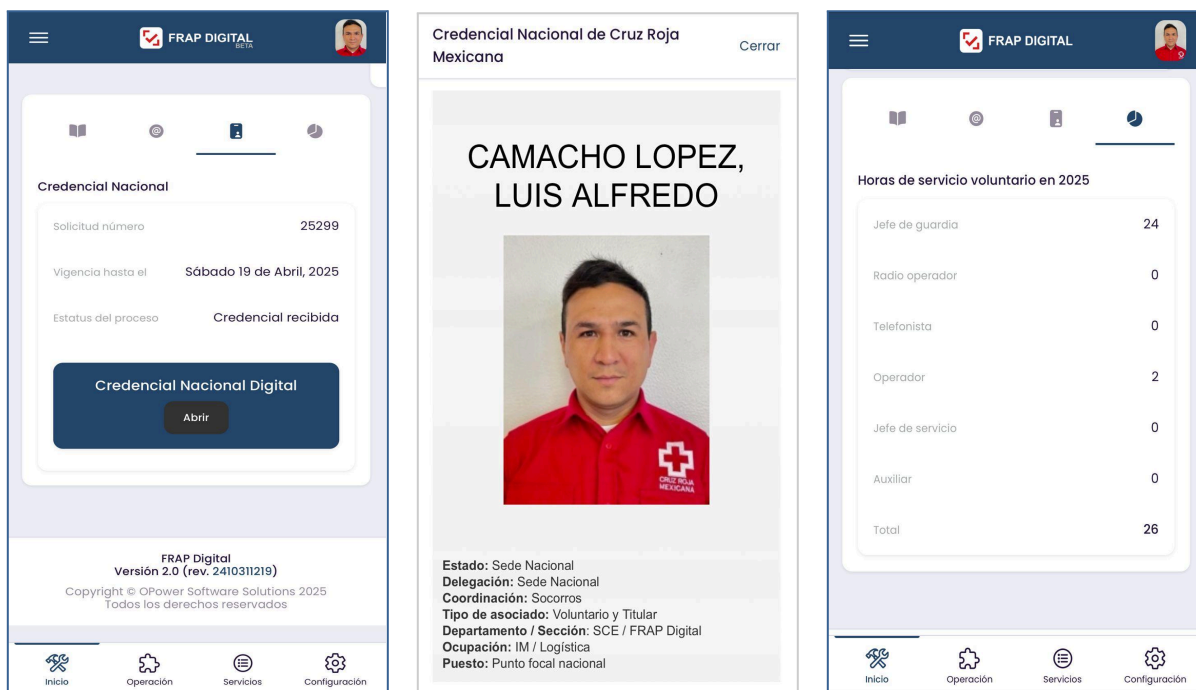 FRAP DIGITAL
BETA
Credencial Nacional
Solicitud número 25299
Vigencia hasta el Sábado 19 de Abril, 2025
Estatus del proceso Credencial recibida
Credencial Nacional Digital
Abrir
FRAP Digital
Versión 2.0 (rev. 2410311219)
Copyright © OPower Software Solutions 2025
Todos los derechos reservados
Inicio Operación Servicios Configuración
Credencial Nacional de Cruz Roja
Mexicana
Cerrar
CAMACHO LOPEZ,
LUIS ALFREDO
CRUZ ROJA
MEXICANA
Estado: Sede Nacional
Delegación: Sede Nacional
Coordinación: Socorros
Tipo de asociado: Voluntario y Titular
Departamento / Sección: SCE / FRAP Digital
Ocupación: IM / Logística
Puesto: Punto focal nacional
FRAP DIGITAL
Horas de servicio voluntario en 2025
Jefe de guardia 24
Radio operador 0
Telefonista 0
Operador 2
Jefe de servicio 0
Auxiliar 0
Total 26
Inicio Operación Servicios Configuración